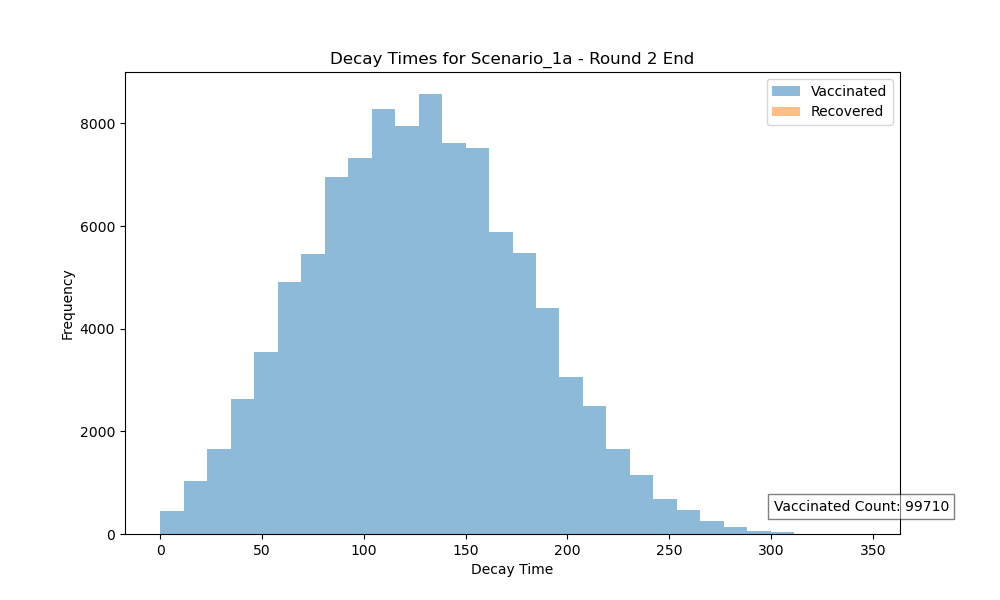 Decay Times for Scenario_1a - Round 2 End
Vaccinated
Recovered
8000
6000
4000
2000
0
Frequency
Vaccinated Count: 99710
0 50 100 150 200 250 300 350
Decay Time